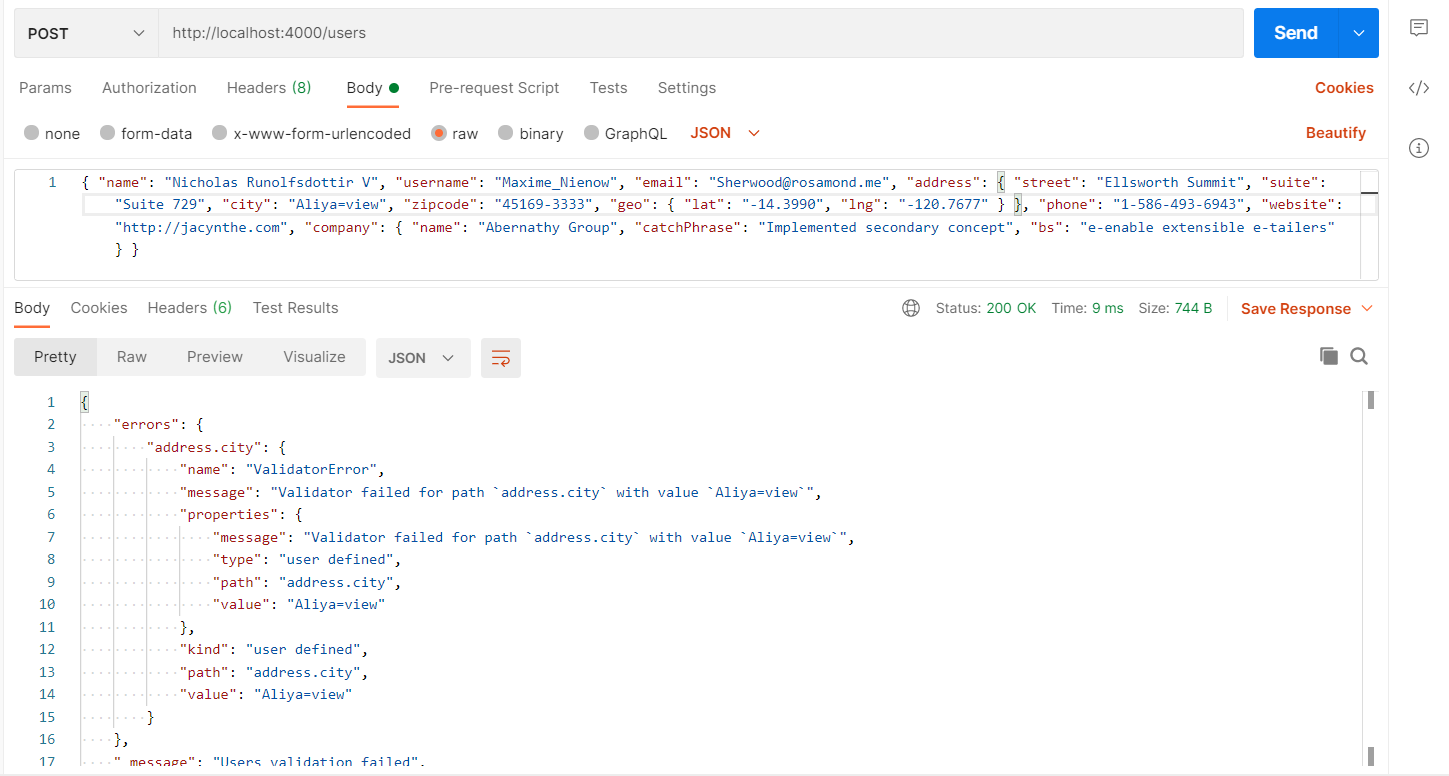 POST http://localhost:4000/users Send
Params Authorization Headers (8) Body Pre-request Script Tests Settings Cookies
none form-data x-www-form-urlencoded raw binary GraphQL JSON Beautify
1 { "name": "Nicholas Runolfsdottir V", "username": "Maxime_Nienow", "email": "Sherwood@rosamond.me", "address": { "street": "Ellsworth Summit", "suite":
"Suite 729", "city": "Aliya=view", "zipcode": "45169-3333", "geo": { "lat": "-14.3990", "lng": "-120.7677" } }, "phone": "1-586-493-6943", "website":
"http://jacynthe.com", "company": { "name": "Abernathy Group", "catchPhrase": "Implemented secondary concept", "bs": "e-enable extensible e-tailers"
} }
Body Cookies Headers (6) Test Results Status: 200 OK Time: 9 ms Size: 744 B Save Response
Pretty Raw Preview Visualize JSON
1 {
2 "errors": {
3 "address.city": {
4 "name": "ValidatorError",
5 "message": "Validator failed for path `address.city` with value `Aliya=view`",
6 "properties": {
7 "message": "Validator failed for path `address.city` with value `Aliya=view`",
8 "type": "user defined",
9 "path": "address.city",
10 "value": "Aliya=view"
11 },
12 "kind": "user defined",
13 "path": "address.city",
14 "value": "Aliya=view"
15 }
16 },
17 "_message": "Users validation failed",